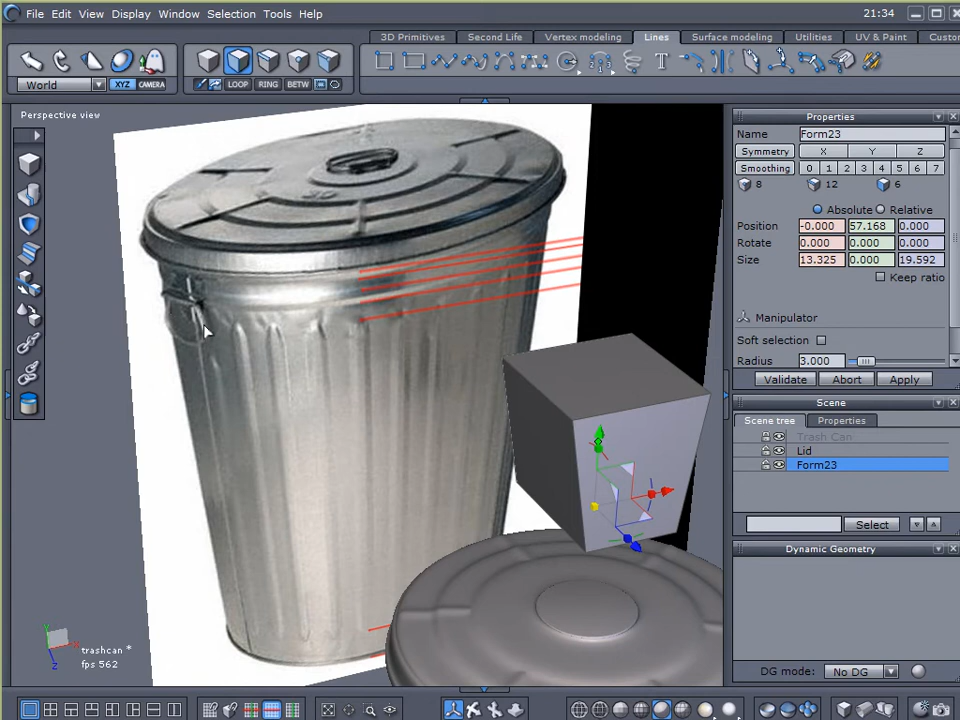 File Edit View Display Window Selection Tools Help 21:34
3D Primitives Second Life Vertex modeling Lines Surface modeling Utilities UV & Paint Custo
World XYZ CAMERA LOOP RING BETW
Perspective view
Properties
Name Form23
Symmetry X Y Z
Smoothing 0 1 2 3 4 5 6 7
8 12 6
Absolute Relative
Position -0.000 57.168 0.000
Rotate 0.000 0.000 0.000
Size 13.325 0.000 19.592
Keep ratio
Manipulator
Soft selection
Radius 3.000
Validate Abort Apply
Scene
Scene tree Properties
Trash Can
Lid
Form23
Select
Dynamic Geometry
trashcan *
fps 562
Y X Z
DG mode: No DG